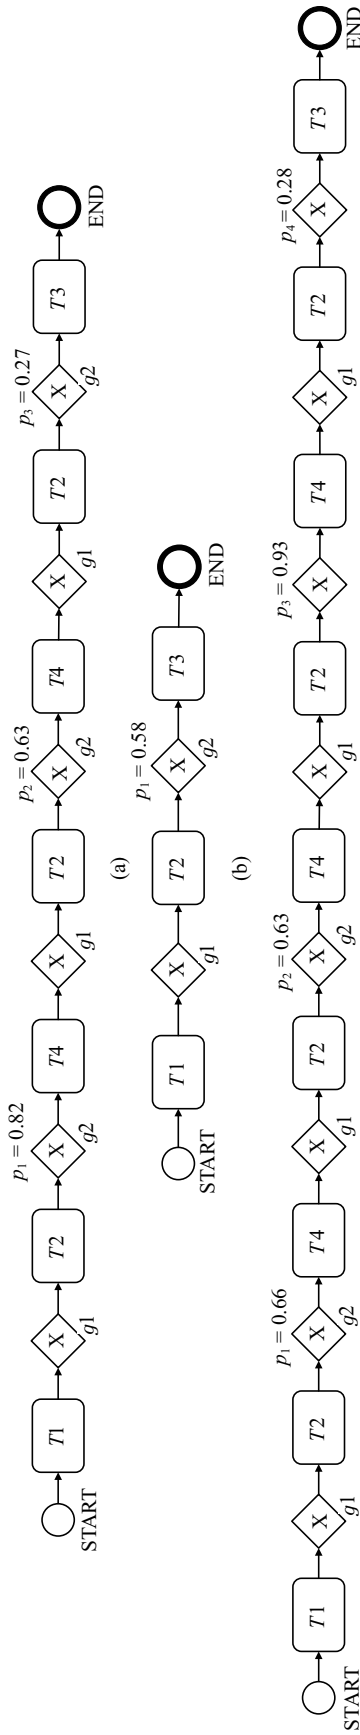 p₁ = 0.82 p₂ = 0.63 p₃ = 0.27
T1 X T2 X T4 X T2 X T4 X T2 X T3
START g1 g2 g1 g2 g1 g2 END
(a)
p₁ = 0.58
T1 X T2 X T3
START g1 g2 END
(b)
p₁ = 0.66 p₂ = 0.63 p₃ = 0.93 p₄ = 0.28
T1 X T2 X T4 X T2 X T4 X T2 X T4 X T2 X T3
START g1 g2 g1 g2 g1 g1 END